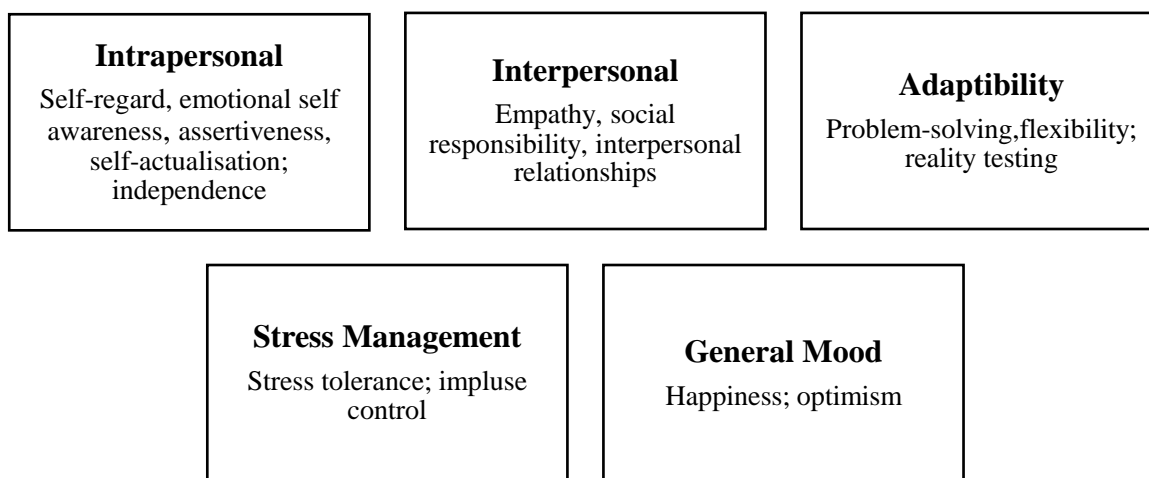 Intrapersonal
Self-regard, emotional self
awareness, assertiveness,
self-actualisation;
independence
Interpersonal
Empathy, social
responsibility, interpersonal
relationships
Adaptibility
Problem-solving,flexibility;
reality testing
Stress Management
Stress tolerance; impluse
control
General Mood
Happiness; optimism